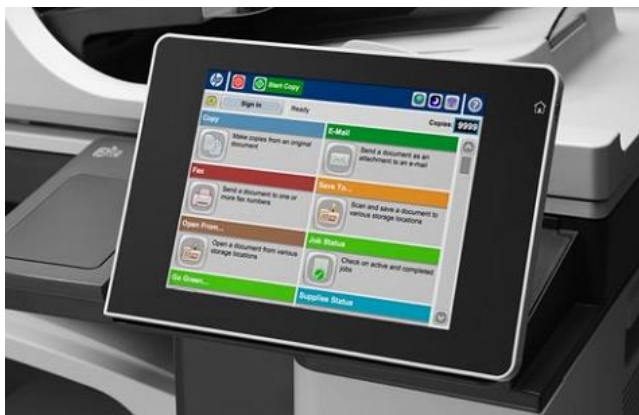 hp
Start Copy
Sign In Ready Copies: 9999
Copy
Make copies from an original
document
E-Mail
Send a document as an
attachment to an e-mail
Fax
Send a document to one or
more fax numbers
Save To...
Scan and save a document to
various storage locations
Open From...
Open a document from various
storage locations
Job Status
Check on active and completed
jobs
Go Green...
Supplies Status